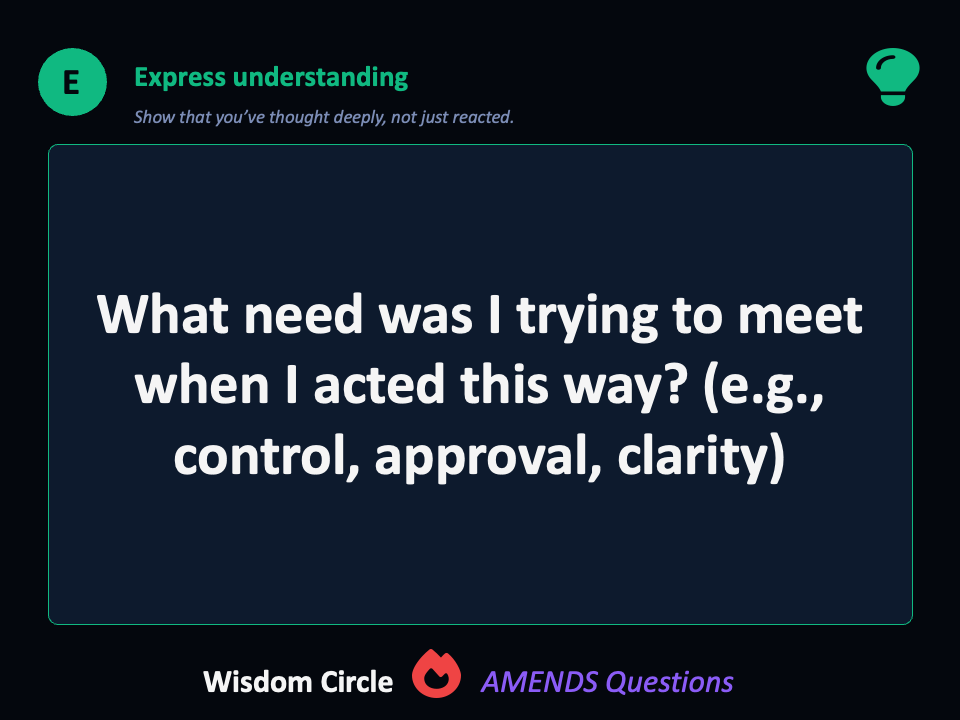 E
Express understanding
Show that you’ve thought deeply, not just reacted.
What need was I trying to meet
when I acted this way? (e.g.,
control, approval, clarity)
Wisdom Circle AMENDS Questions